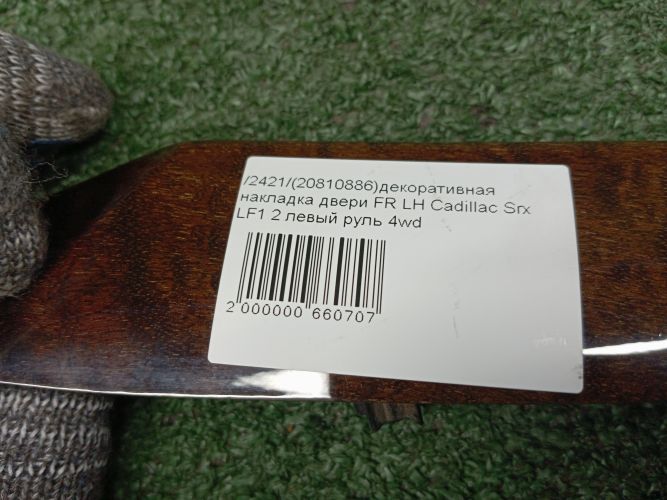 /2421/(20810886)декоративная
накладка двери FR LH Cadillac Srx
LF1 2 левый руль 4wd
2 000000 660707